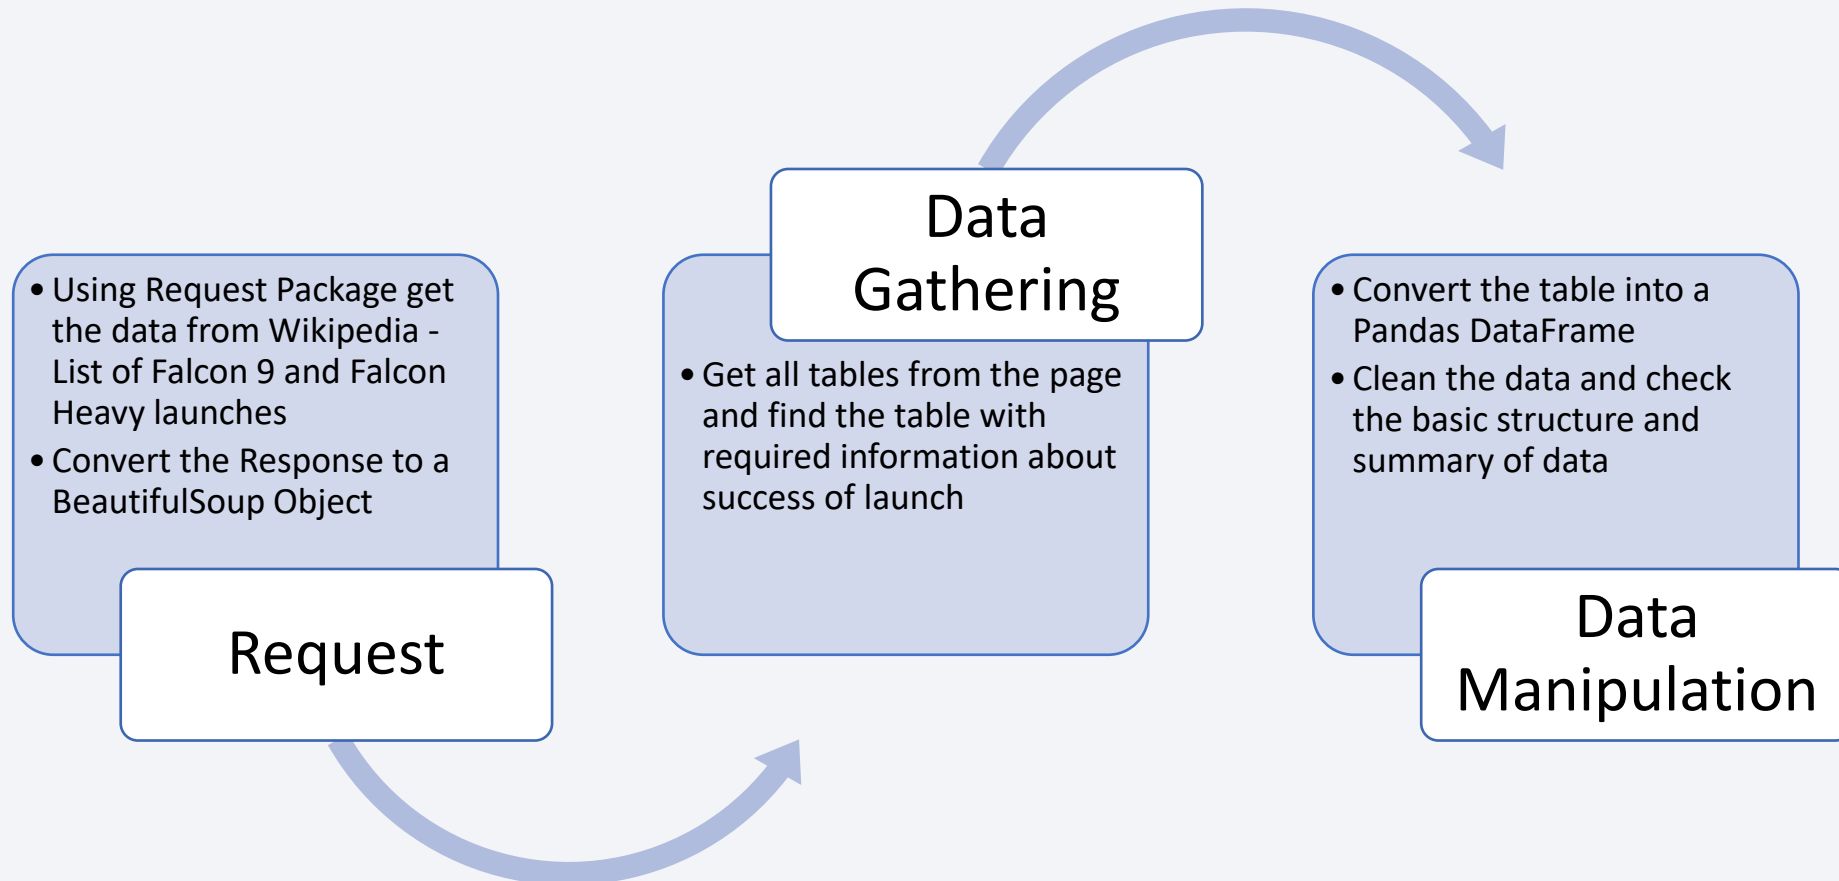 • Using Request Package get
the data from Wikipedia -
List of Falcon 9 and Falcon
Heavy launches
• Convert the Response to a
BeautifulSoup Object
Request
Data
Gathering
• Get all tables from the page
and find the table with
required information about
success of launch
• Convert the table into a
Pandas DataFrame
• Clean the data and check
the basic structure and
summary of data
Data
Manipulation